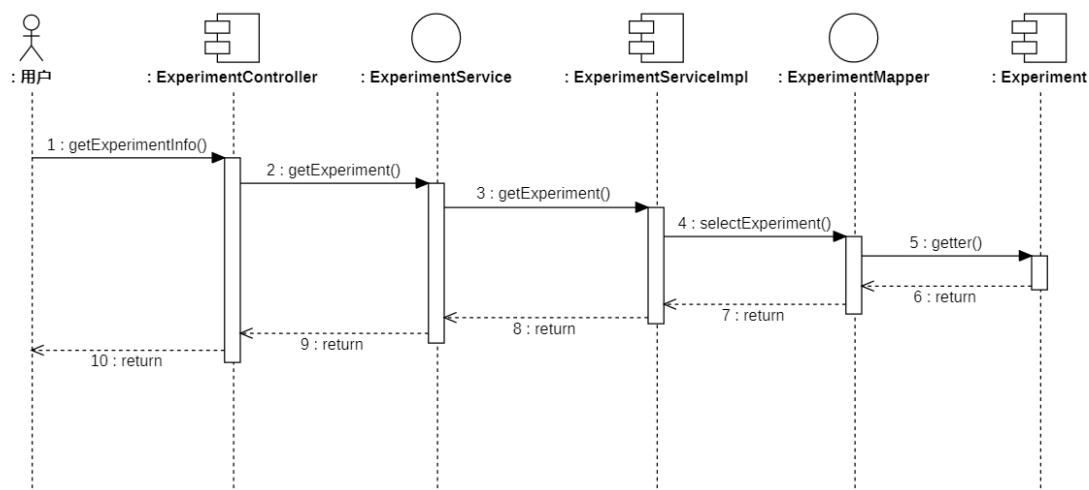 : 用户
: ExperimentController
: ExperimentService
: ExperimentServiceImpl
: ExperimentMapper
: Experiment
1 : getExperimentInfo()
2 : getExperiment()
3 : getExperiment()
4 : selectExperiment()
5 : getter()
6 : return
7 : return
8 : return
9 : return
10 : return